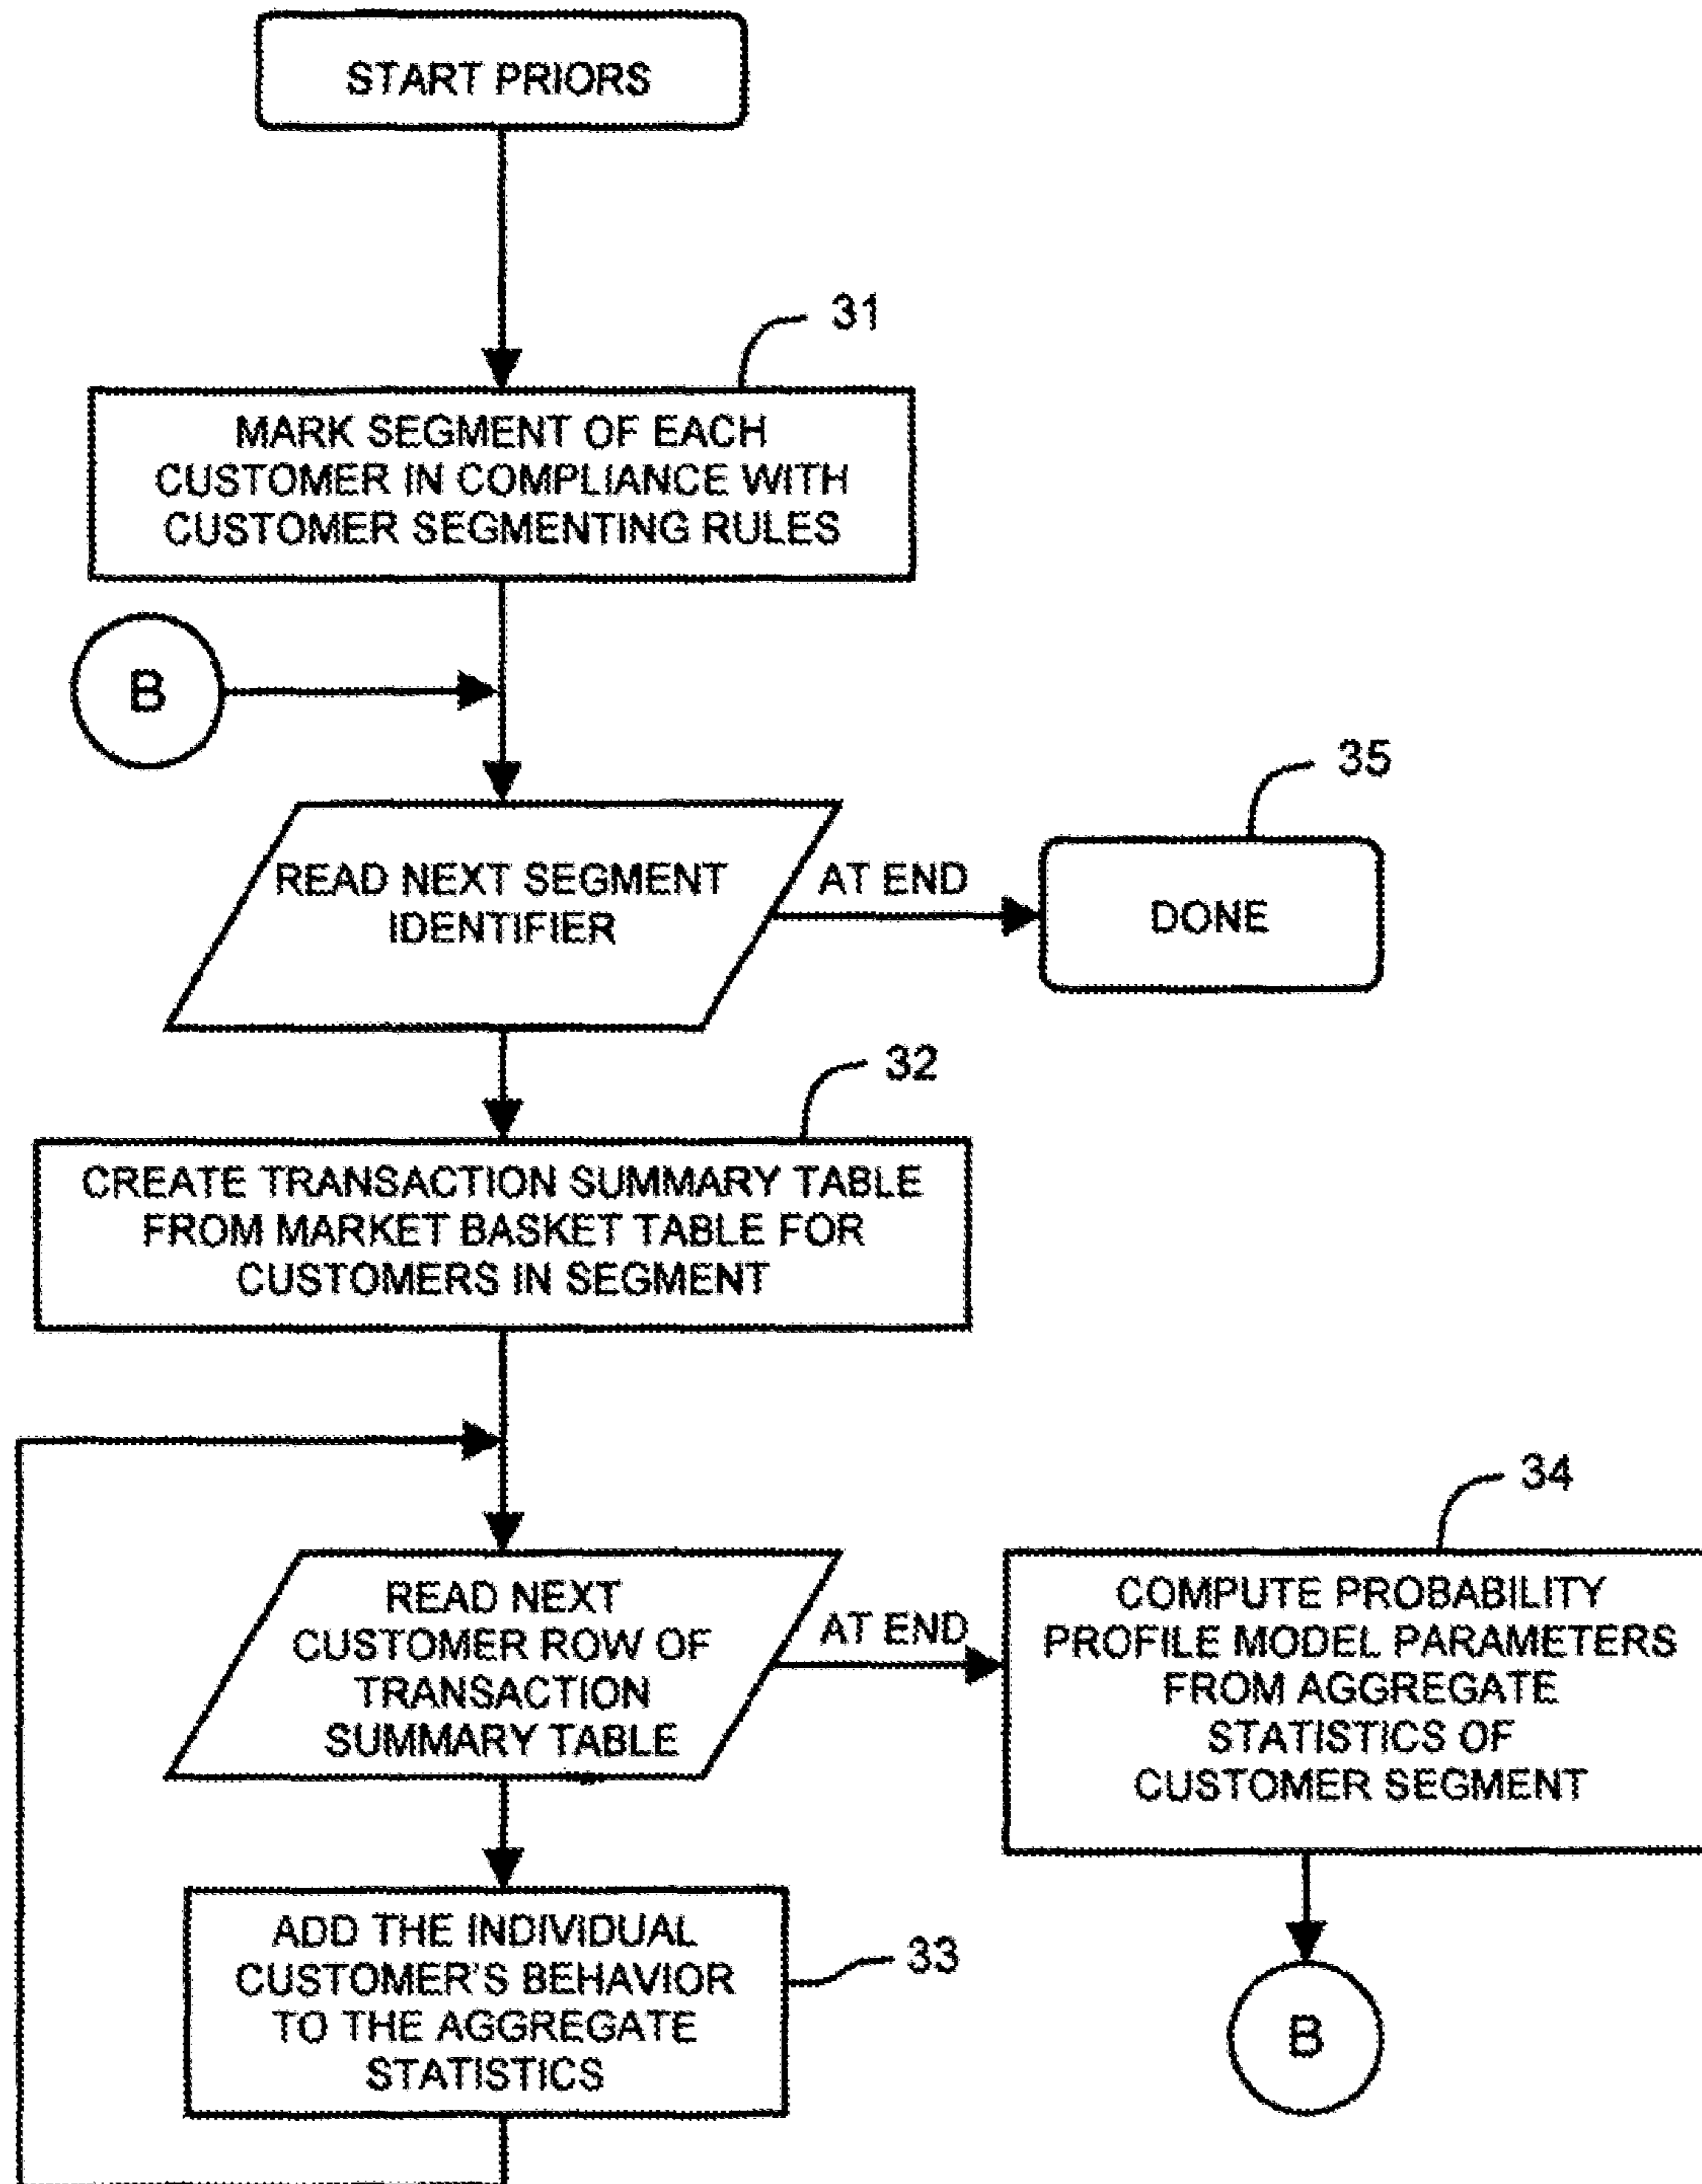 START PRIORS
31
MARK SEGMENT OF EACH
CUSTOMER IN COMPLIANCE WITH
CUSTOMER SEGMENTING RULES
B
35
READ NEXT SEGMENT
IDENTIFIER
AT END
DONE
32
CREATE TRANSACTION SUMMARY TABLE
FROM MARKET BASKET TABLE FOR
CUSTOMERS IN SEGMENT
34
READ NEXT
CUSTOMER ROW OF
TRANSACTION
SUMMARY TABLE
AT END
COMPUTE PROBABILITY
PROFILE MODEL PARAMETERS
FROM AGGREGATE
STATISTICS OF
CUSTOMER SEGMENT
ADD THE INDIVIDUAL
CUSTOMER'S BEHAVIOR
TO THE AGGREGATE
STATISTICS
33
B